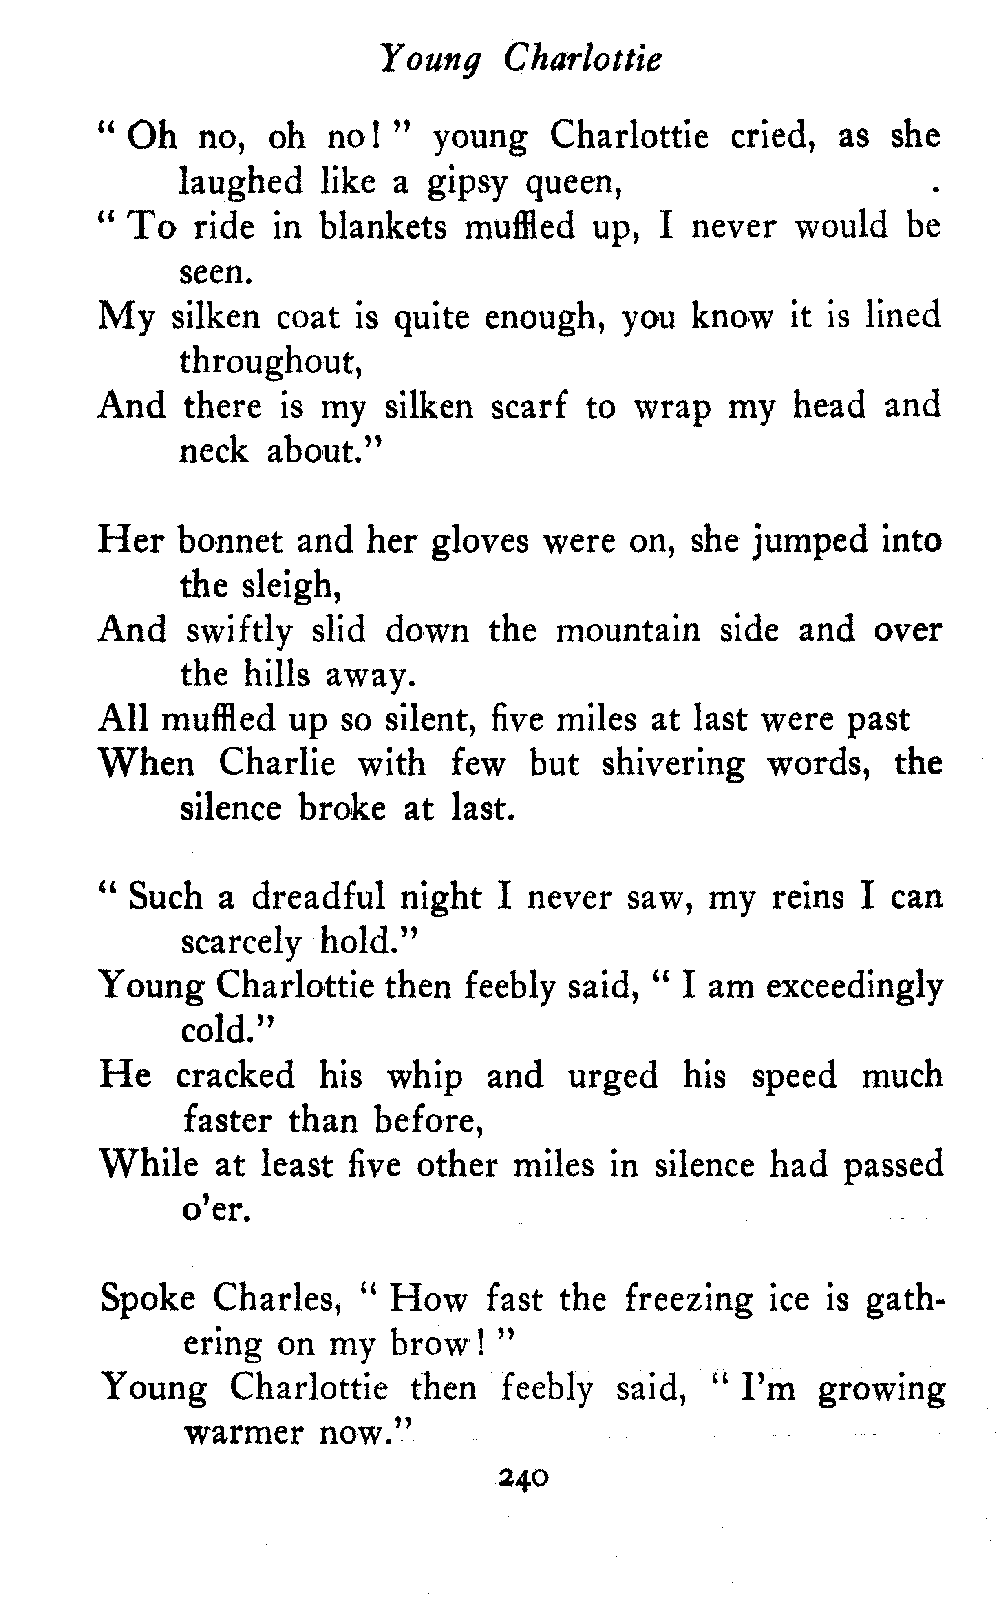 Young Charlottie
“ Oh no, oh no! ” young Charlottie cried, as she
laughed like a gipsy queen,
“ To ride in blankets muffled up, I never would be
seen.
My silken coat is quite enough, you know it is lined
throughout,
And there is my silken scarf to wrap my head and
neck about.”
Her bonnet and her gloves were on, she jumped into
the sleigh,
And swiftly slid down the mountain side and over
the hills away.
All muffled up so silent, five miles at last were past
When Charlie with few but shivering words, the
silence broke at last.
“ Such a dreadful night I never saw, my reins I can
scarcely hold.”
Young Charlottie then feebly said, “ I am exceedingly
cold.”
He cracked his whip and urged his speed much
faster than before,
While at least five other miles in silence had passed
o’er.
Spoke Charles, “ How fast the freezing ice is gath-
ering on my brow! ”
Young Charlottie then feebly said, “ I’m growing
warmer now.”
240